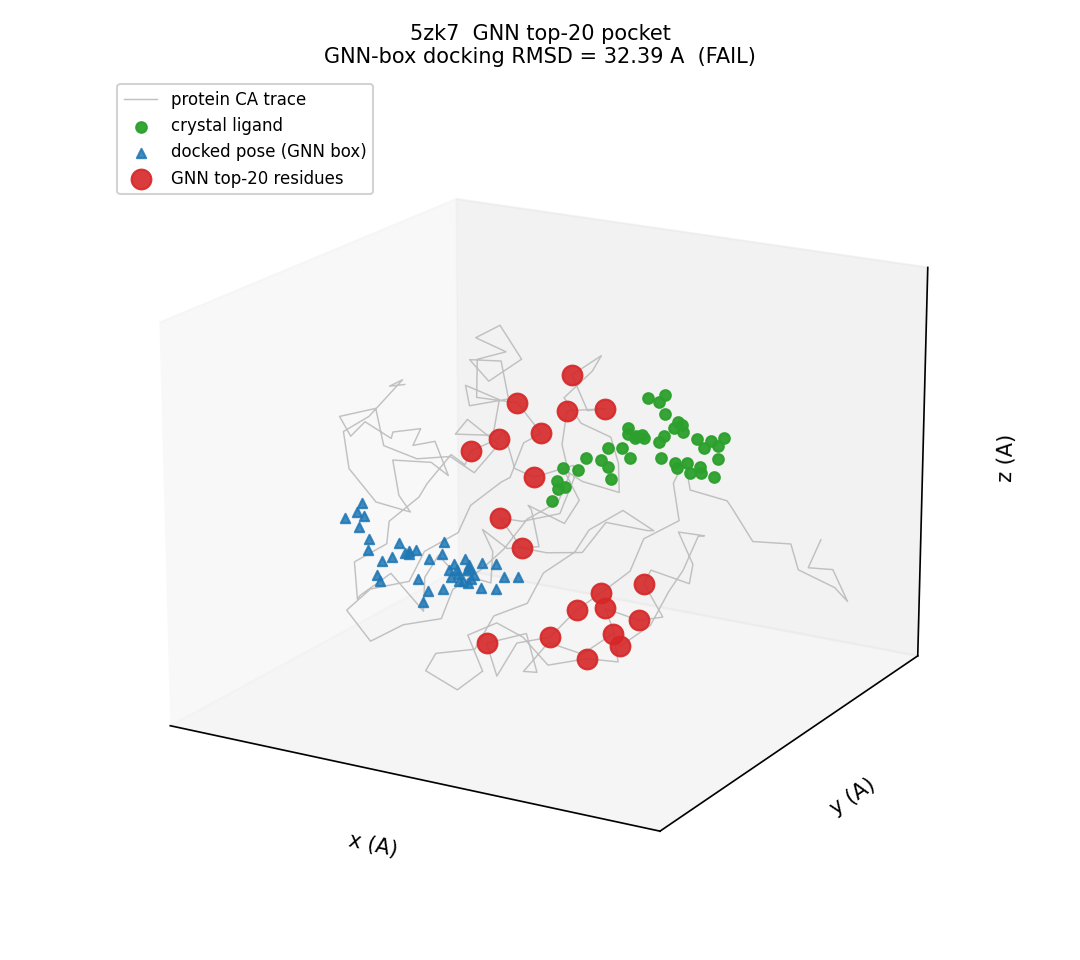 5zk7  GNN top-20 pocket
GNN-box docking RMSD = 32.39 A  (FAIL)
protein CA trace
crystal ligand
docked pose (GNN box)
GNN top-20 residues
z (A)
y (A)
x (A)